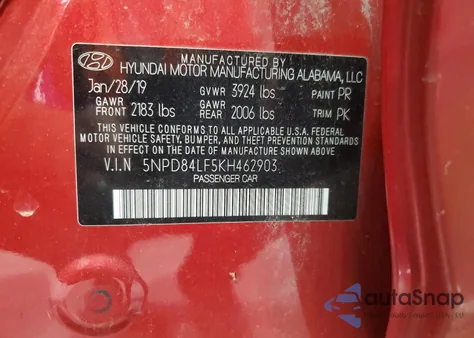 MANUFACTURED BY
HYUNDAI MOTOR MANUFACTURING ALABAMA, LLC
Jan/28/19 GVWR 3924 lbs PAINT PR
GAWR FRONT 2183 lbs GAWR REAR 2006 lbs TRIM PK
THIS VEHICLE CONFORMS TO ALL APPLICABLE U.S. FEDERAL
MOTOR VEHICLE SAFETY, BUMPER, AND THEFT PREVENTION
STANDARDS IN EFFECT ON THE DATE OF MANUFACTURE SHOWN ABOVE.
V.I.N 5NPD84LF5KH462903
PASSENGER CAR
autaSnap